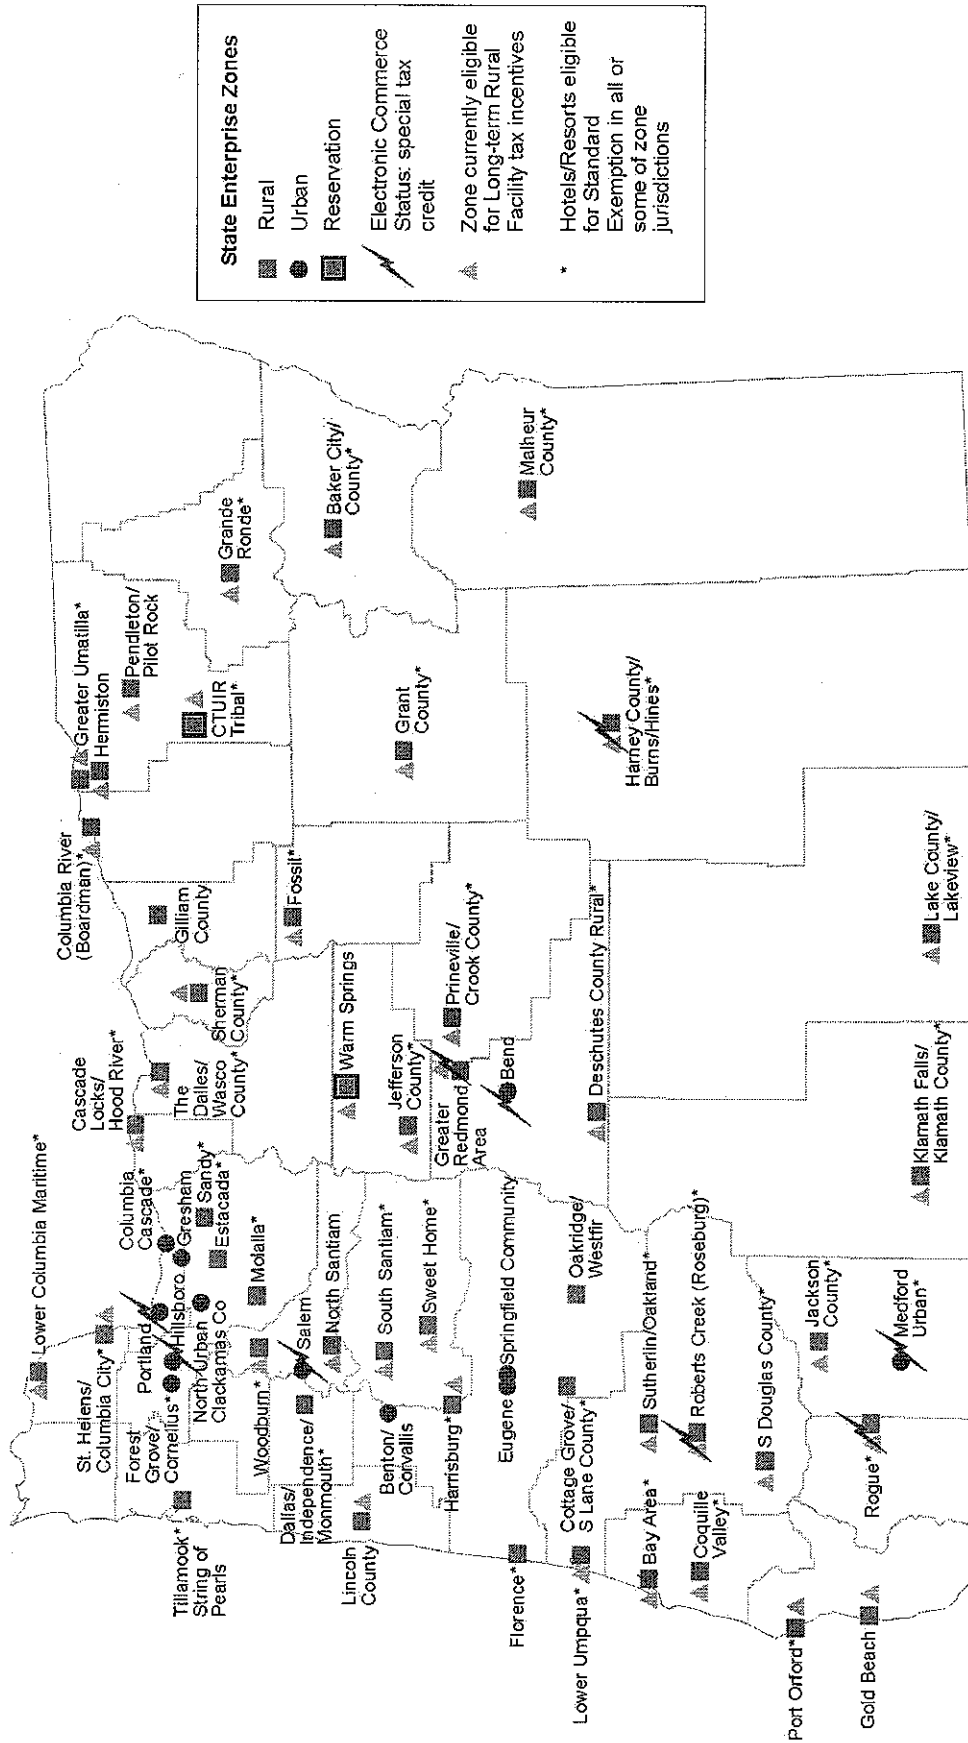 Lower Columbia Maritime*
St. Helens/
Columbia City*
Portland
Forest
Grove/
Cornelius*
Hillsboro
Tillamook*
String of
Pearls
North Urban
Clackamas Co
Columbia
Cascade*
Gresham
Sandy*
Estacada*
Molalla*
Woodburn*
Cascade
Locks/
Hood River*
The
Dalles/
Wasco
County*
Sherman
County*
Gilliam
County
Columbia River
(Boardman)*
Greater Umatilla*
Hermiston
Pendleton/
Pilot Rock
CTUIR
Tribal*
Grande
Ronde*
Baker City/
County*
Fossil*
Grant
County*
Malheur
County*
Harney County/
Burns/Hines*
Dallas/
Independence/
Monmouth*
Salem
North Santiam
Lincoln
County
Benton/
Corvallis
South Santiam*
Sweet Home*
Harrisburg*
Warm Springs
Jefferson
County*
Greater
Redmond
Area
Prineville/
Crook County*
Bend
Deschutes County Rural*
Florence*
Eugene
Springfield Community
Oakridge/
Westfir
Cottage Grove/
S Lane County*
Lower Umpqua*
Bay Area*
Sutherlin/Oakland*
Roberts Creek (Roseburg)*
Coquille
Valley*
S Douglas County*
Port Orford*
Gold Beach
Rogue*
Jackson
County*
Medford
Urban*
Klamath Falls/
Klamath County*
Lake County/
Lakeview*
State Enterprise Zones
Rural
Urban
Reservation
Electronic Commerce
Status: special tax
credit
Zone currently eligible
for Long-term Rural
Facility tax incentives
* Hotels/Resorts eligible
for Standard
Exemption in all or
some of zone
jurisdictions